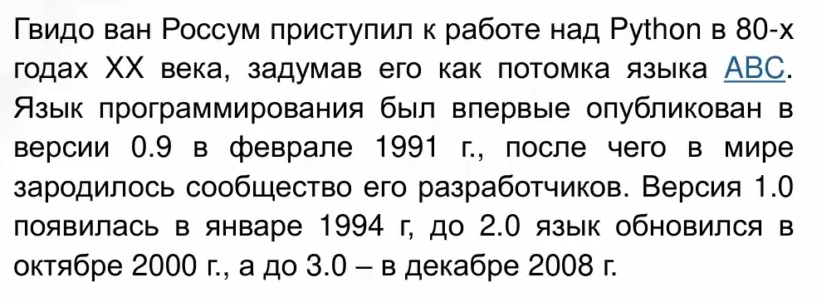 Гвидо ван Россум приступил к работе над Python в 80-х
годах XX века, задумав его как потомка языка ABC.
Язык программирования был впервые опубликован в
версии 0.9 в феврале 1991 г., после чего в мире
зародилось сообщество его разработчиков. Версия 1.0
появилась в январе 1994 г, до 2.0 язык обновился в
октябре 2000 г., а до 3.0 – в декабре 2008 г.